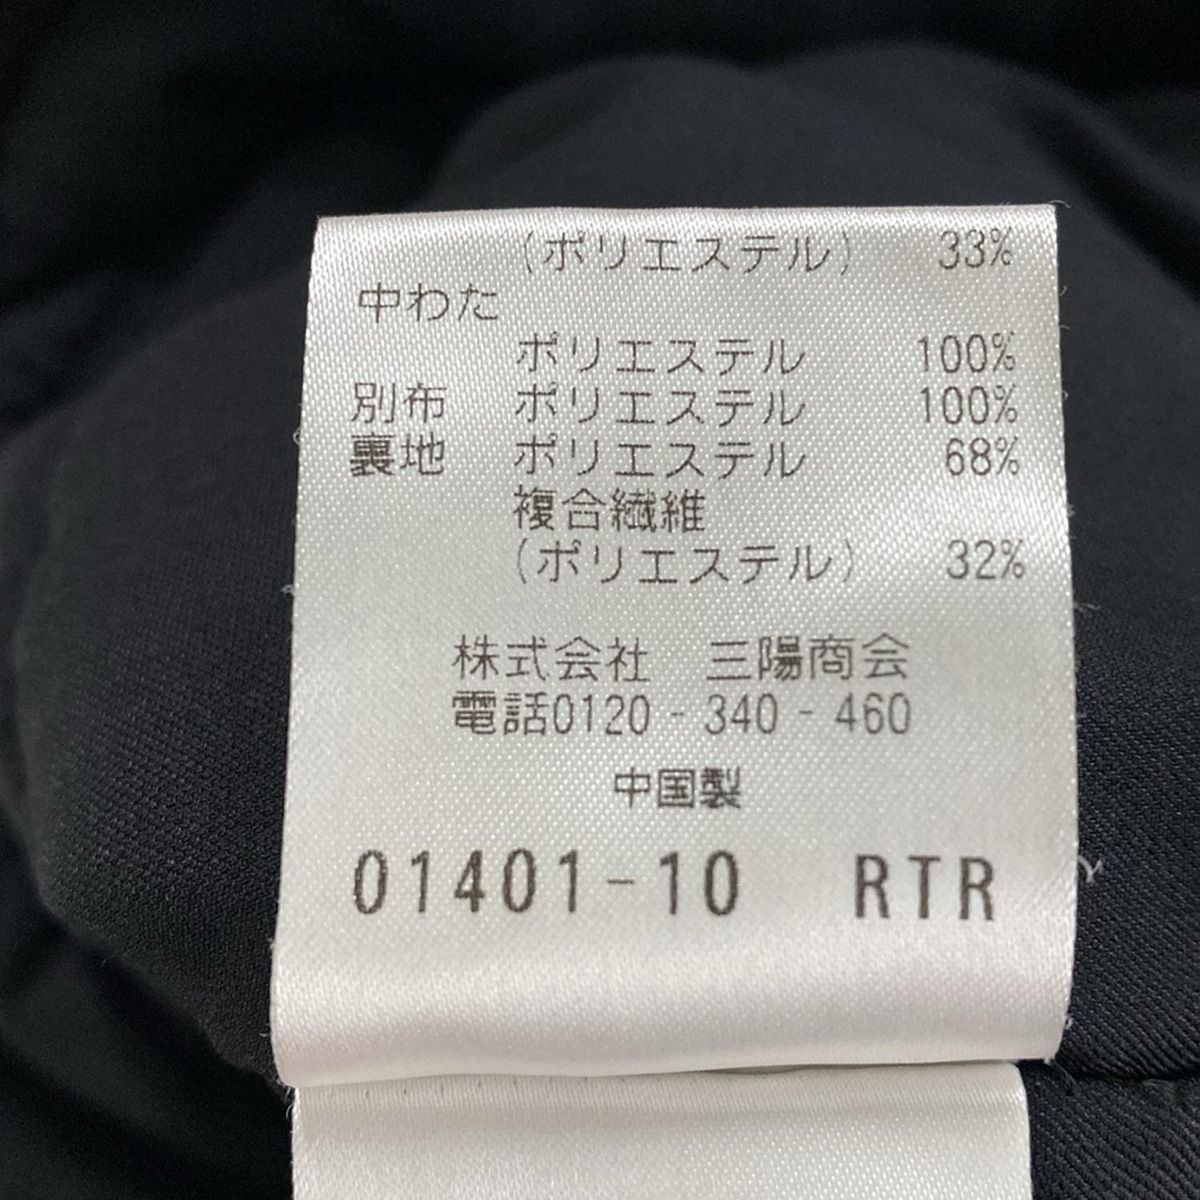 (ポリエステル) 33%
中わた
ポリエステル 100%
別布 ポリエステル 100%
裏地 ポリエステル 68%
複合繊維
(ポリエステル) 32%
株式会社 三陽商会
電話0120-340-460
中国製
01401-10 RTR